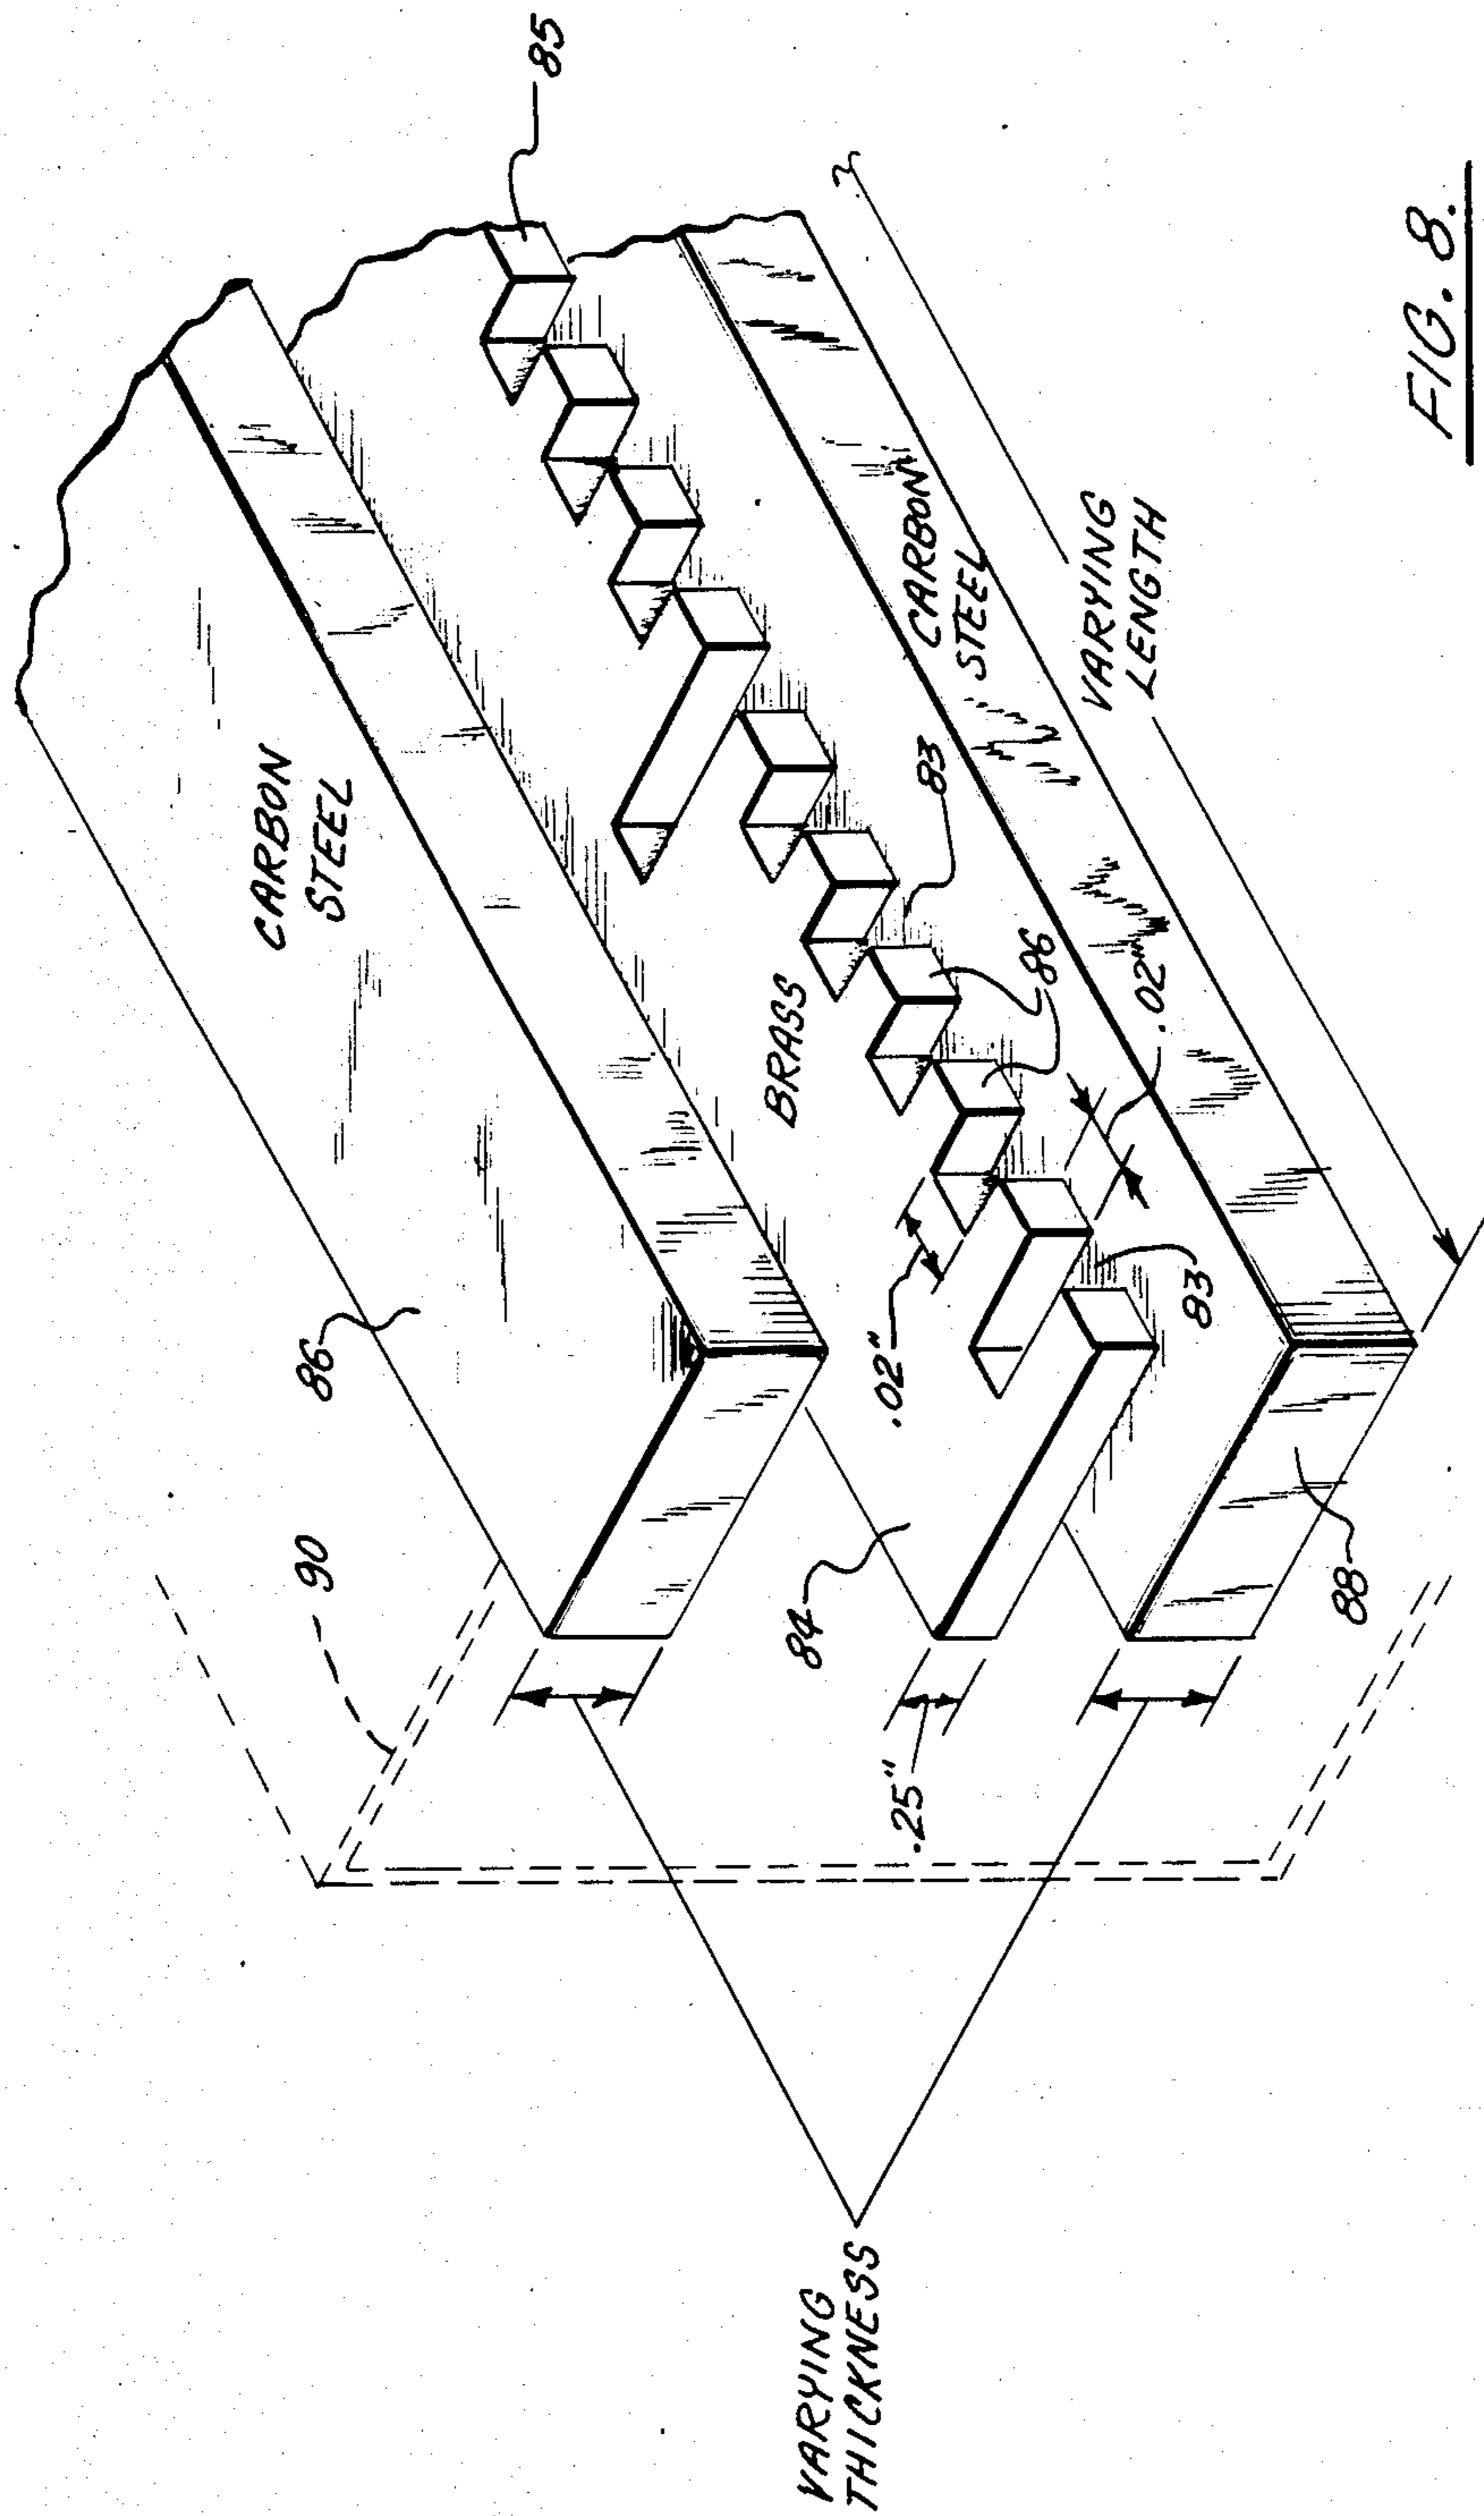 85
CARBON
STEEL
86
90
BRASS
83
86
CARBON
STEEL
VARYING
LENGTH
.02"
.02"
83
84
88
.25"
VARYING
THICKNESS
FIG. 8.